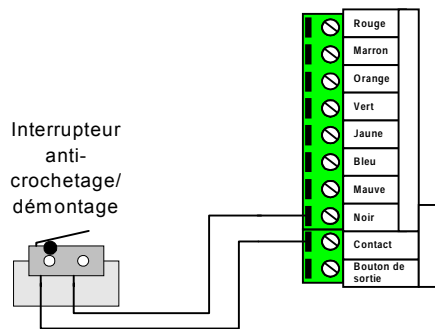 Rouge
Marron
Orange
Vert
Jaune
Bleu
Mauve
Noir
Contact
Bouton de
sortie
Interrupteur
anti-
crochetage/
démontage